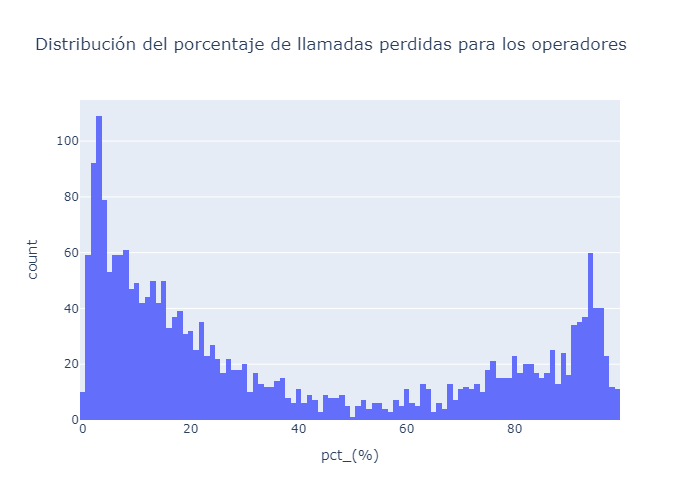 Distribución del porcentaje de llamadas perdidas para los operadores
100
80
60
40
20
0
count
0 20 40 60 80
pct_(%)